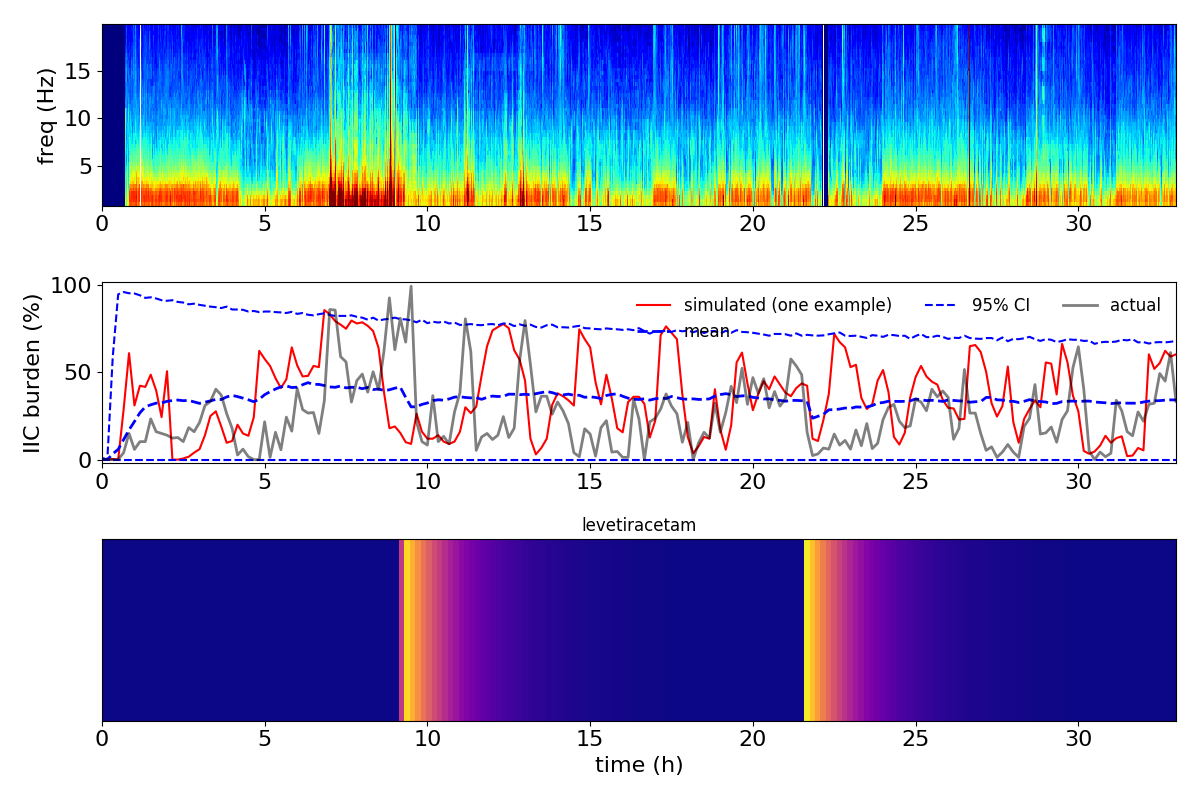 freq (Hz)
15
10
5
0 5 10 15 20 25 30
IIC burden (%)
100
50
0
simulated (one example) 95% CI actual
mean
0 5 10 15 20 25 30
levetiracetam
0 5 10 15 20 25 30
time (h)